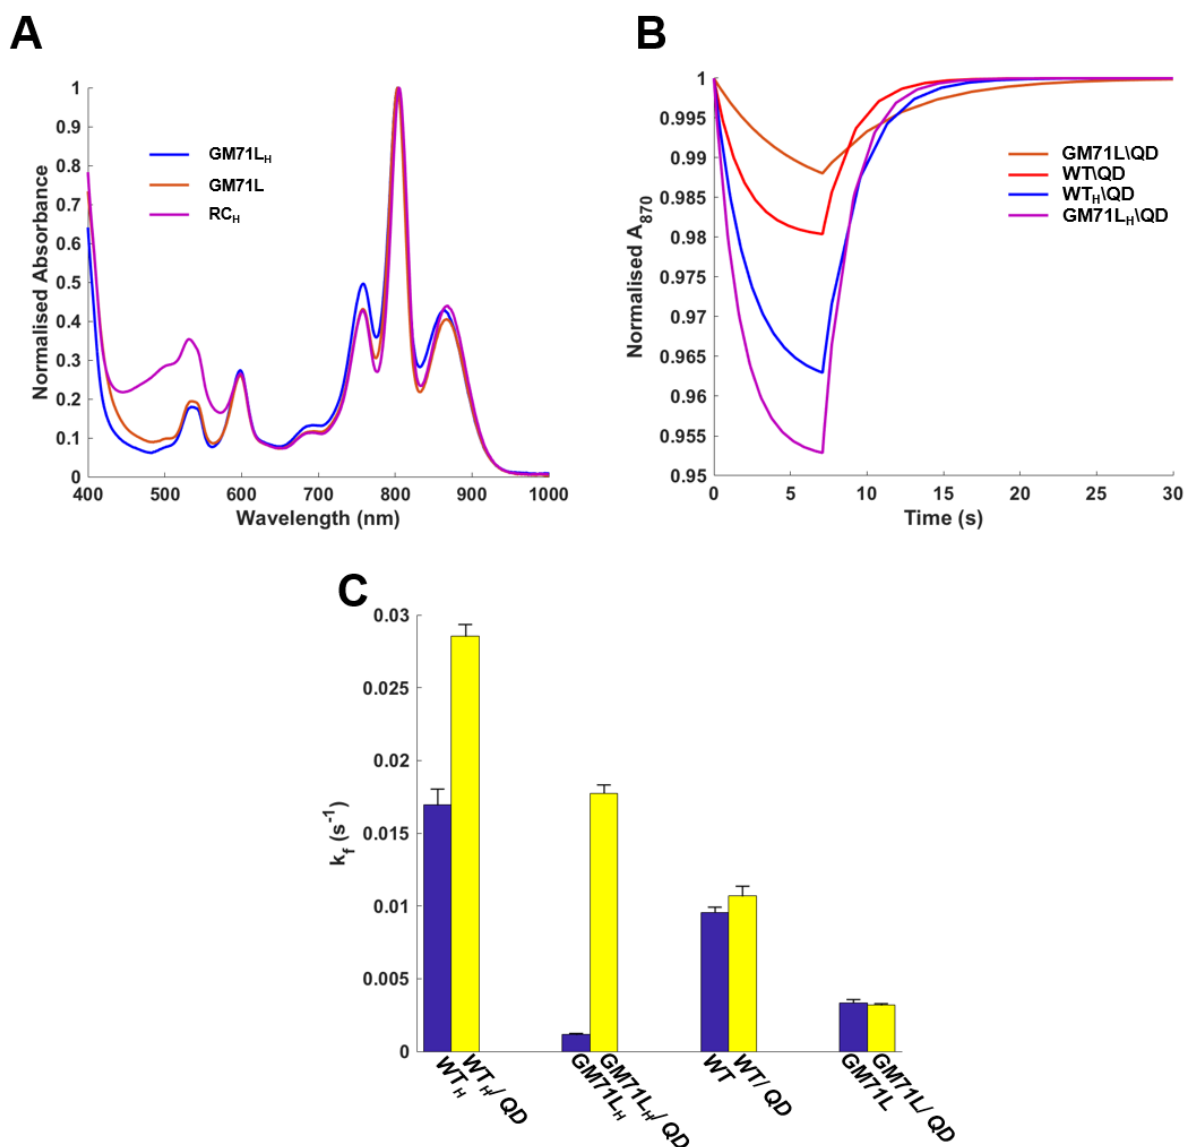 A
B
1
0.9
0.8
0.7
0.6
0.5
0.4
0.3
0.2
0.1
0
400
500
600
700
800
900
1000
Normalised Absorbance
Wavelength (nm)
GM71L_H
GM71L
RC_H
1
0.995
0.99
0.985
0.98
0.975
0.97
0.965
0.96
0.955
0.95
0
5
10
15
20
25
30
Normalised A_870
Time (s)
GM71L\QD
WT\QD
WT_H\QD
GM71L_H\QD
C
0.03
0.025
0.02
0.015
0.01
0.005
0
k_f (s^-1)
WT_H
WT_H/ QD
GM71L_H
GM71L_H/ QD
WT
WT/ QD
GM71L
GM71L/ QD